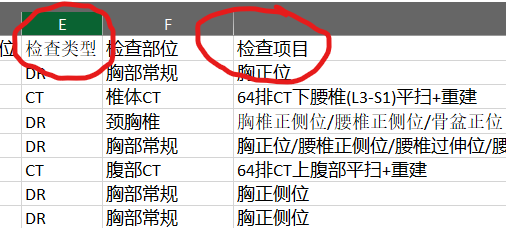 E F
位 检查类型 检查部位 检查项目
DR 胸部常规 胸正位
CT 椎体CT 64排CT下腰椎(L3-S1)平扫+重建
DR 颈胸椎 胸椎正侧位/腰椎正侧位/骨盆正位
DR 胸部常规 胸正位/腰椎正侧位/腰椎过伸位/腰
CT 腹部CT 64排CT上腹部平扫+重建
DR 胸部常规 胸正侧位
DR 胸部常规 胸正侧位